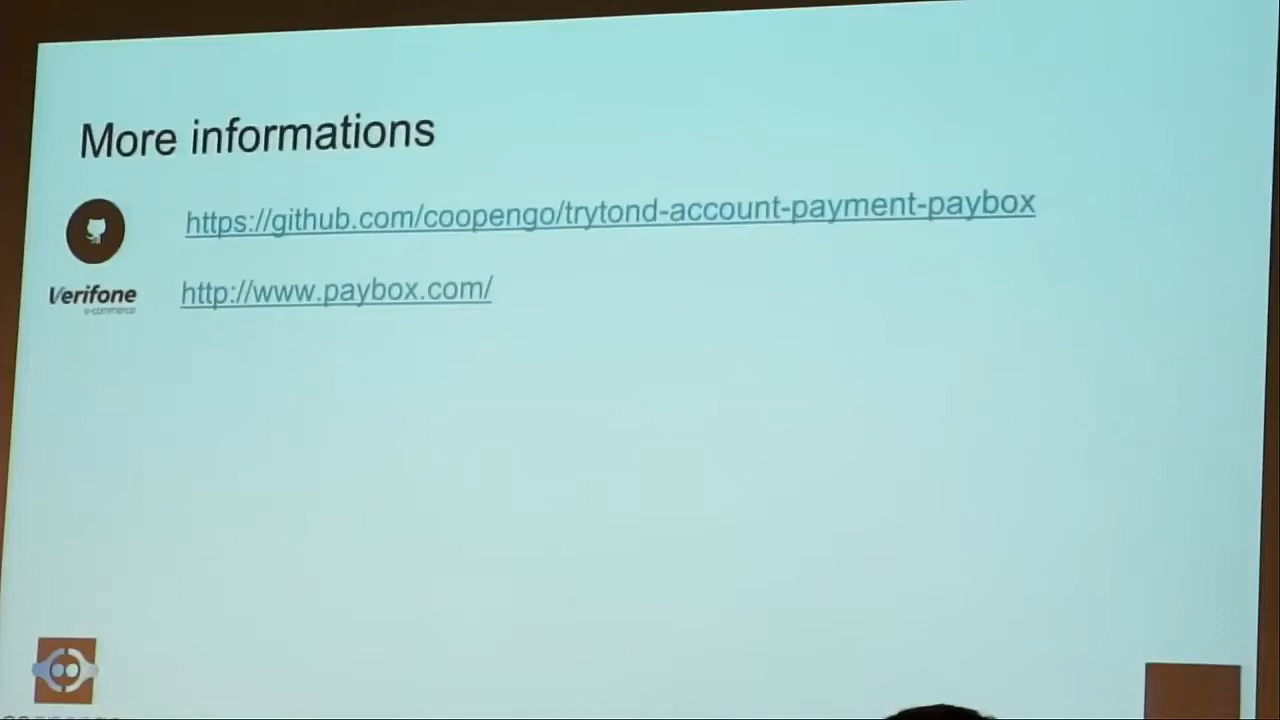 More informations
https://github.com/coopengo/trytond-account-payment-paybox
Verifone
e-commerce
http://www.paybox.com/